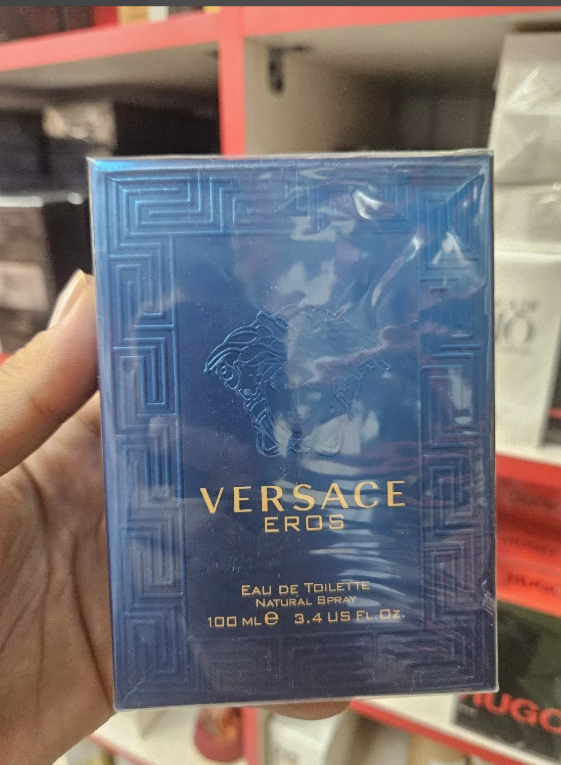 VERSACE
EROS
EAU DE TOILETTE
NATURAL SPRAY
100 ML e 3.4 US FL.OZ.
HUGO